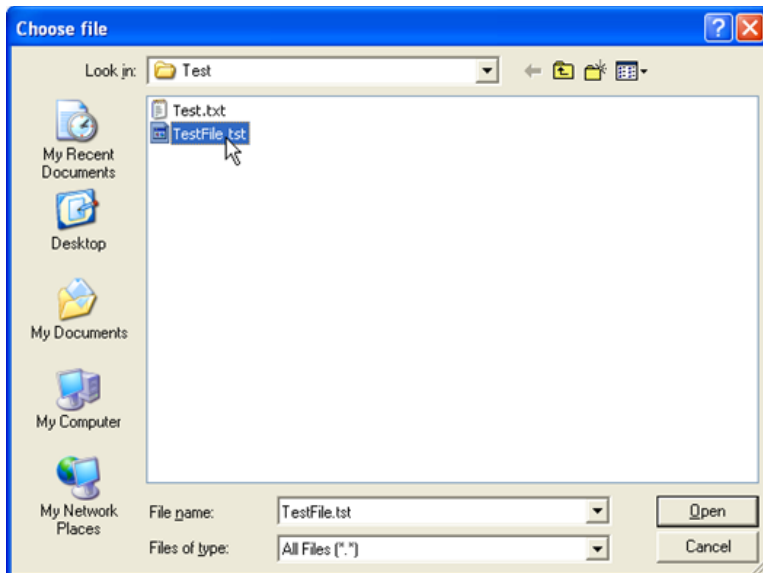 Choose file
Look in:
Test
Test.txt
TestFile.tst
My Recent
Documents
Desktop
My Documents
My Computer
My Network
Places
File name:
TestFile.tst
Open
Files of type:
All Files (*.*)
Cancel